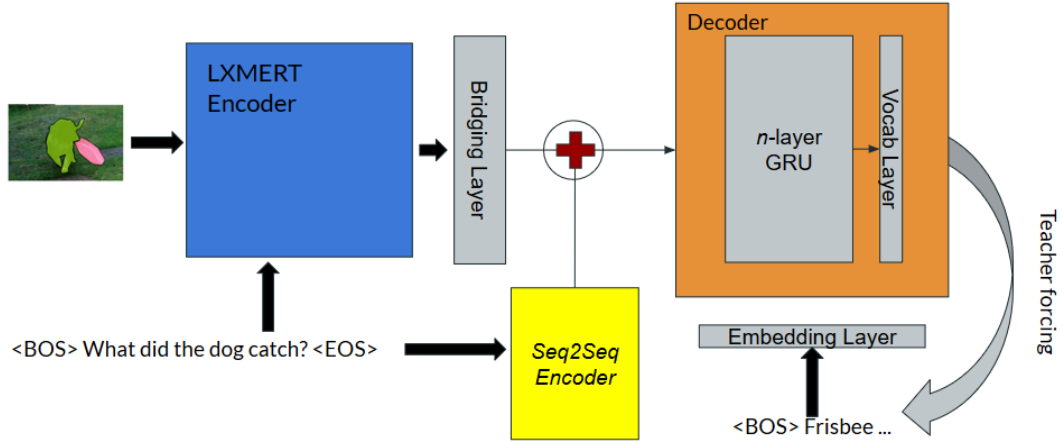 LXMERT
Encoder
Bridging Layer
Decoder
n-layer
GRU
Vocab Layer
Teacher forcing
<BOS> What did the dog catch? <EOS>
Seq2Seq
Encoder
Embedding Layer
<BOS> Frisbee ...